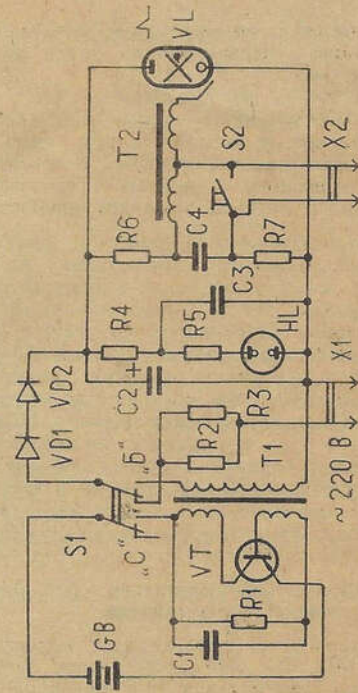 GB
S1
"С"
"Б"
VD1
VD2
C1
R1
VT
T1
R2
R3
C2
+
R4
R5
HL
C3
R6
C4
R7
T2
S2
VL
~220 В
X1
X2